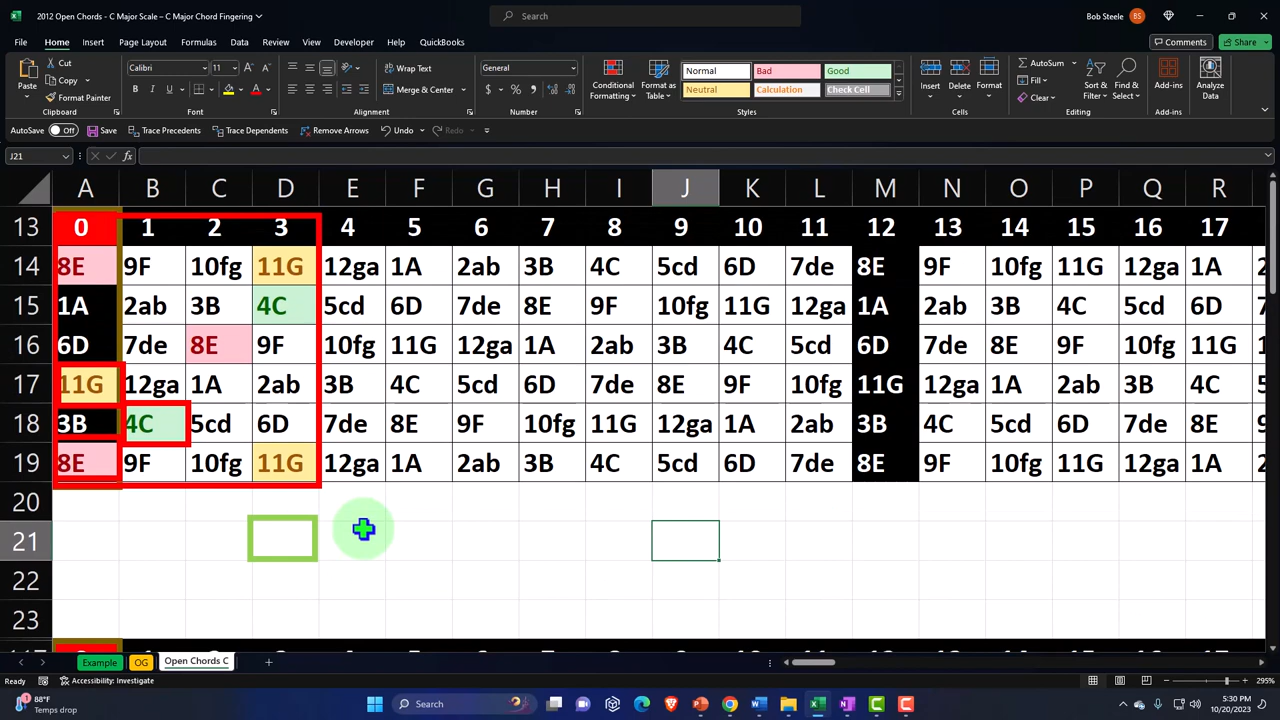 2012 Open Chords - C Major Scale – C Major Chord Fingering
Search
Bob Steele BS
File Home Insert Page Layout Formulas Data Review View Developer Help QuickBooks
Comments Share
Cut
Copy
Format Painter
Paste
Clipboard
Calibri 11
B I U
Font
Wrap Text
Merge & Center
Alignment
General
$ % 9
Number
Conditional Formatting
Format as Table
Normal Bad Good
Neutral Calculation Check Cell
Styles
Insert Delete Format
Cells
AutoSum
Fill
Clear
Sort & Filter
Find & Select
Editing
Add-ins
Add-ins
Analyze Data
AutoSave Off Save Trace Precedents Trace Dependents Remove Arrows Undo Redo
J21 fx
A B C D E F G H I J K L M N O P Q R
13 0 1 2 3 4 5 6 7 8 9 10 11 12 13 14 15 16 17
14 8E 9F 10fg 11G 12ga 1A 2ab 3B 4C 5cd 6D 7de 8E 9F 10fg 11G 12ga 1A
15 1A 2ab 3B 4C 5cd 6D 7de 8E 9F 10fg 11G 12ga 1A 2ab 3B 4C 5cd 6D
16 6D 7de 8E 9F 10fg 11G 12ga 1A 2ab 3B 4C 5cd 6D 7de 8E 9F 10fg 11G
17 11G 12ga 1A 2ab 3B 4C 5cd 6D 7de 8E 9F 10fg 11G 12ga 1A 2ab 3B 4C
18 3B 4C 5cd 6D 7de 8E 9F 10fg 11G 12ga 1A 2ab 3B 4C 5cd 6D 7de 8E
19 8E 9F 10fg 11G 12ga 1A 2ab 3B 4C 5cd 6D 7de 8E 9F 10fg 11G 12ga 1A
20
21
22
23
Example OG Open Chords C
Ready Accessibility: Investigate 295%
88°F
Temps drop
Search
5:30 PM
10/20/2023